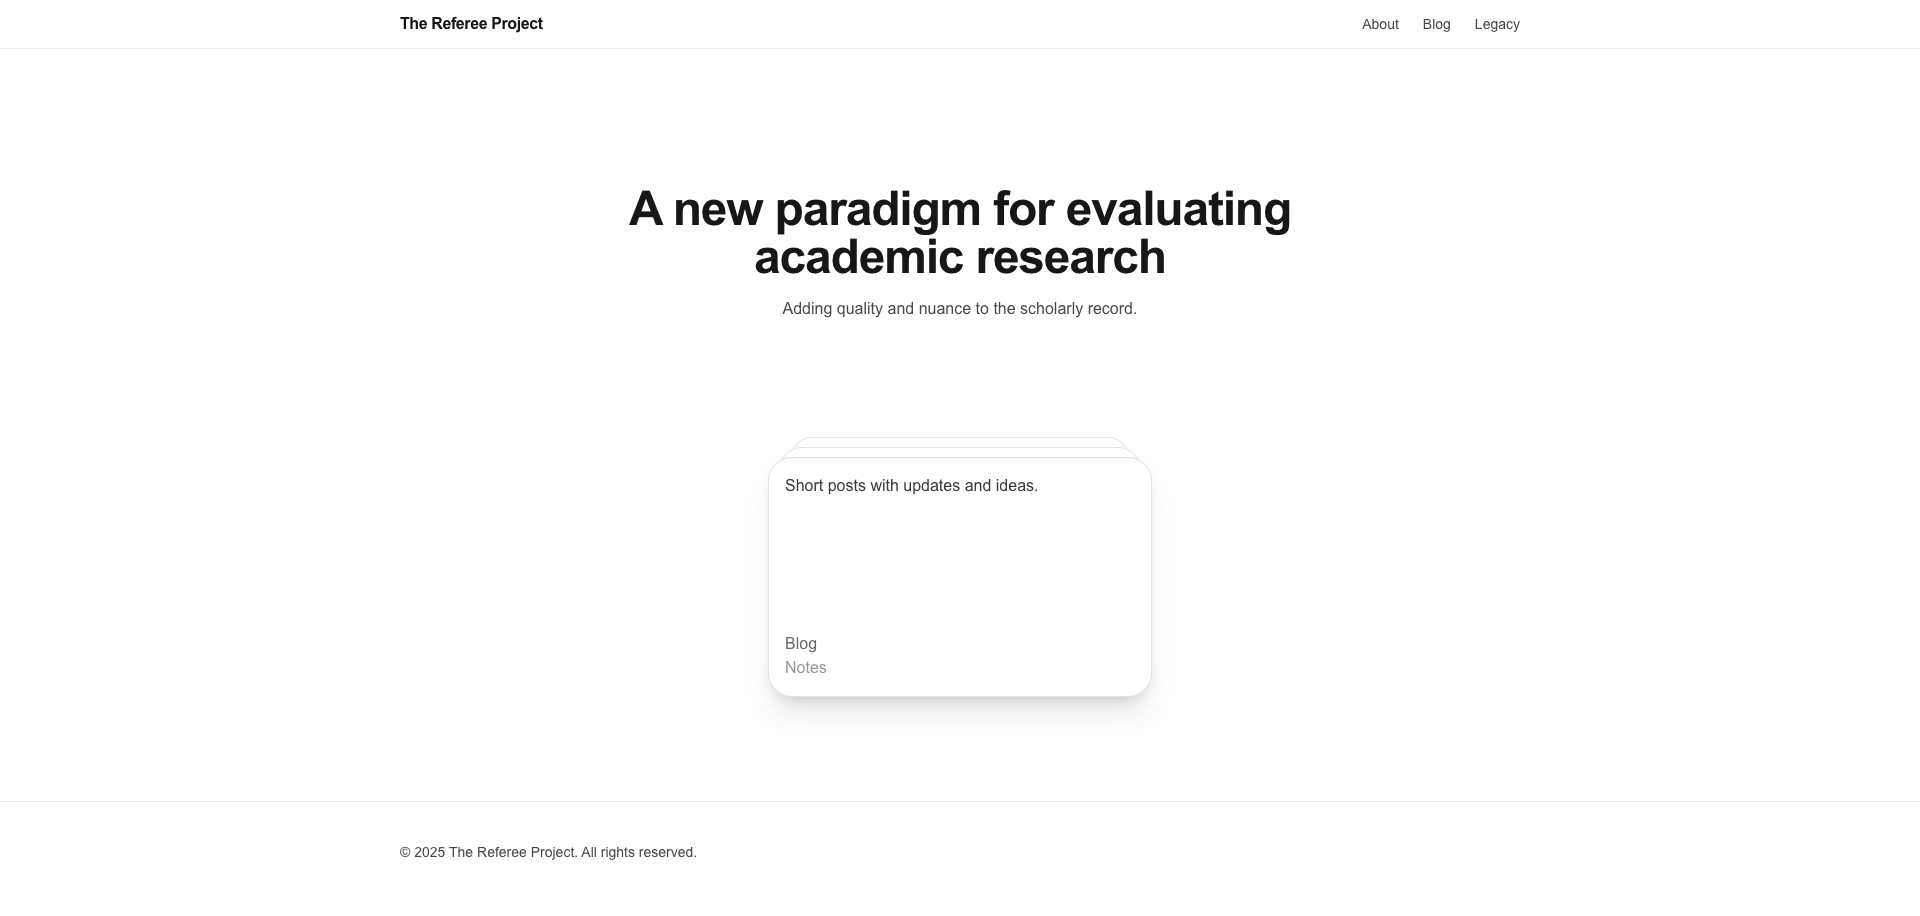 The Referee Project
About
Blog
Legacy
A new paradigm for evaluating
academic research
Adding quality and nuance to the scholarly record.
Short posts with updates and ideas.
Blog
Notes
© 2025 The Referee Project. All rights reserved.